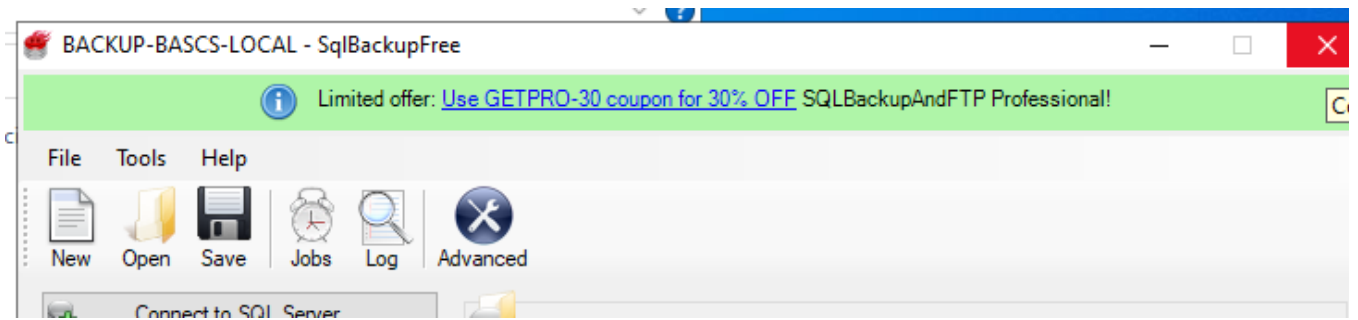 BACKUP-BASCS-LOCAL - SqlBackupFree
Limited offer: Use GETPRO-30 coupon for 30% OFF SQLBackupAndFTP Professional!
File Tools Help
New Open Save Jobs Log Advanced
Connect to SQL Server